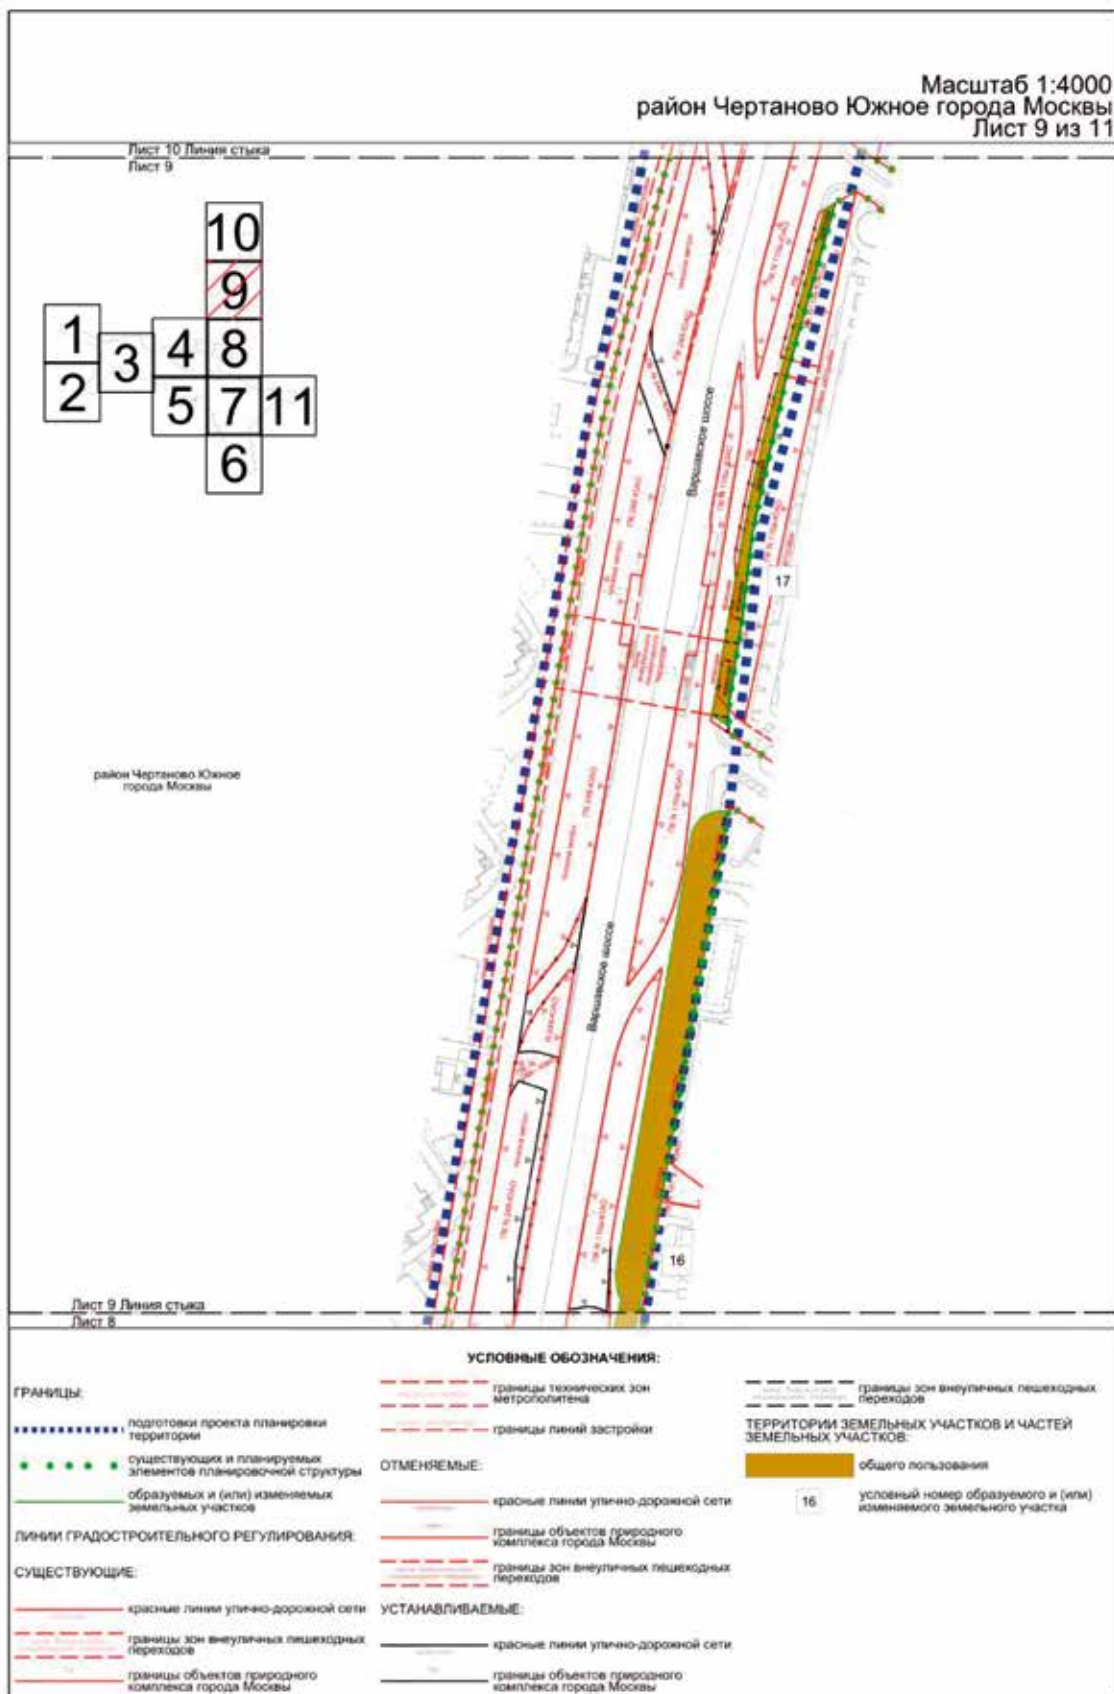 Масштаб 1:4000
район Чертаново Южное города Москвы
Лист 9 из 11
Лист 10 Линия стыка
Лист 9
10
9
1
3
4
8
2
5
7
11
6
Варшавское шоссе
17
район Чертаново Южное
города Москвы
Варшавское шоссе
16
Лист 9 Линия стыка
Лист 8
УСЛОВНЫЕ ОБОЗНАЧЕНИЯ:
ГРАНИЦЫ:
подготовки проекта планировки
территории
существующих и планируемых
элементов планировочной структуры
образуемых и (или) изменяемых
земельных участков
ЛИНИИ ГРАДОСТРОИТЕЛЬНОГО РЕГУЛИРОВАНИЯ:
СУЩЕСТВУЮЩИЕ:
красные линии улично-дорожной сети
границы зон внеуличных пешеходных
переходов
границы объектов природного
комплекса города Москвы
границы технических зон
метрополитена
границы линий застройки
ОТМЕНЯЕМЫЕ:
красные линии улично-дорожной сети
границы объектов природного
комплекса города Москвы
границы зон внеуличных пешеходных
переходов
УСТАНАВЛИВАЕМЫЕ:
красные линии улично-дорожной сети
границы объектов природного
комплекса города Москвы
границы зон внеуличных пешеходных
переходов
ТЕРРИТОРИИ ЗЕМЕЛЬНЫХ УЧАСТКОВ И ЧАСТЕЙ
ЗЕМЕЛЬНЫХ УЧАСТКОВ:
общего пользования
16
условный номер образуемого и (или)
изменяемого земельного участка